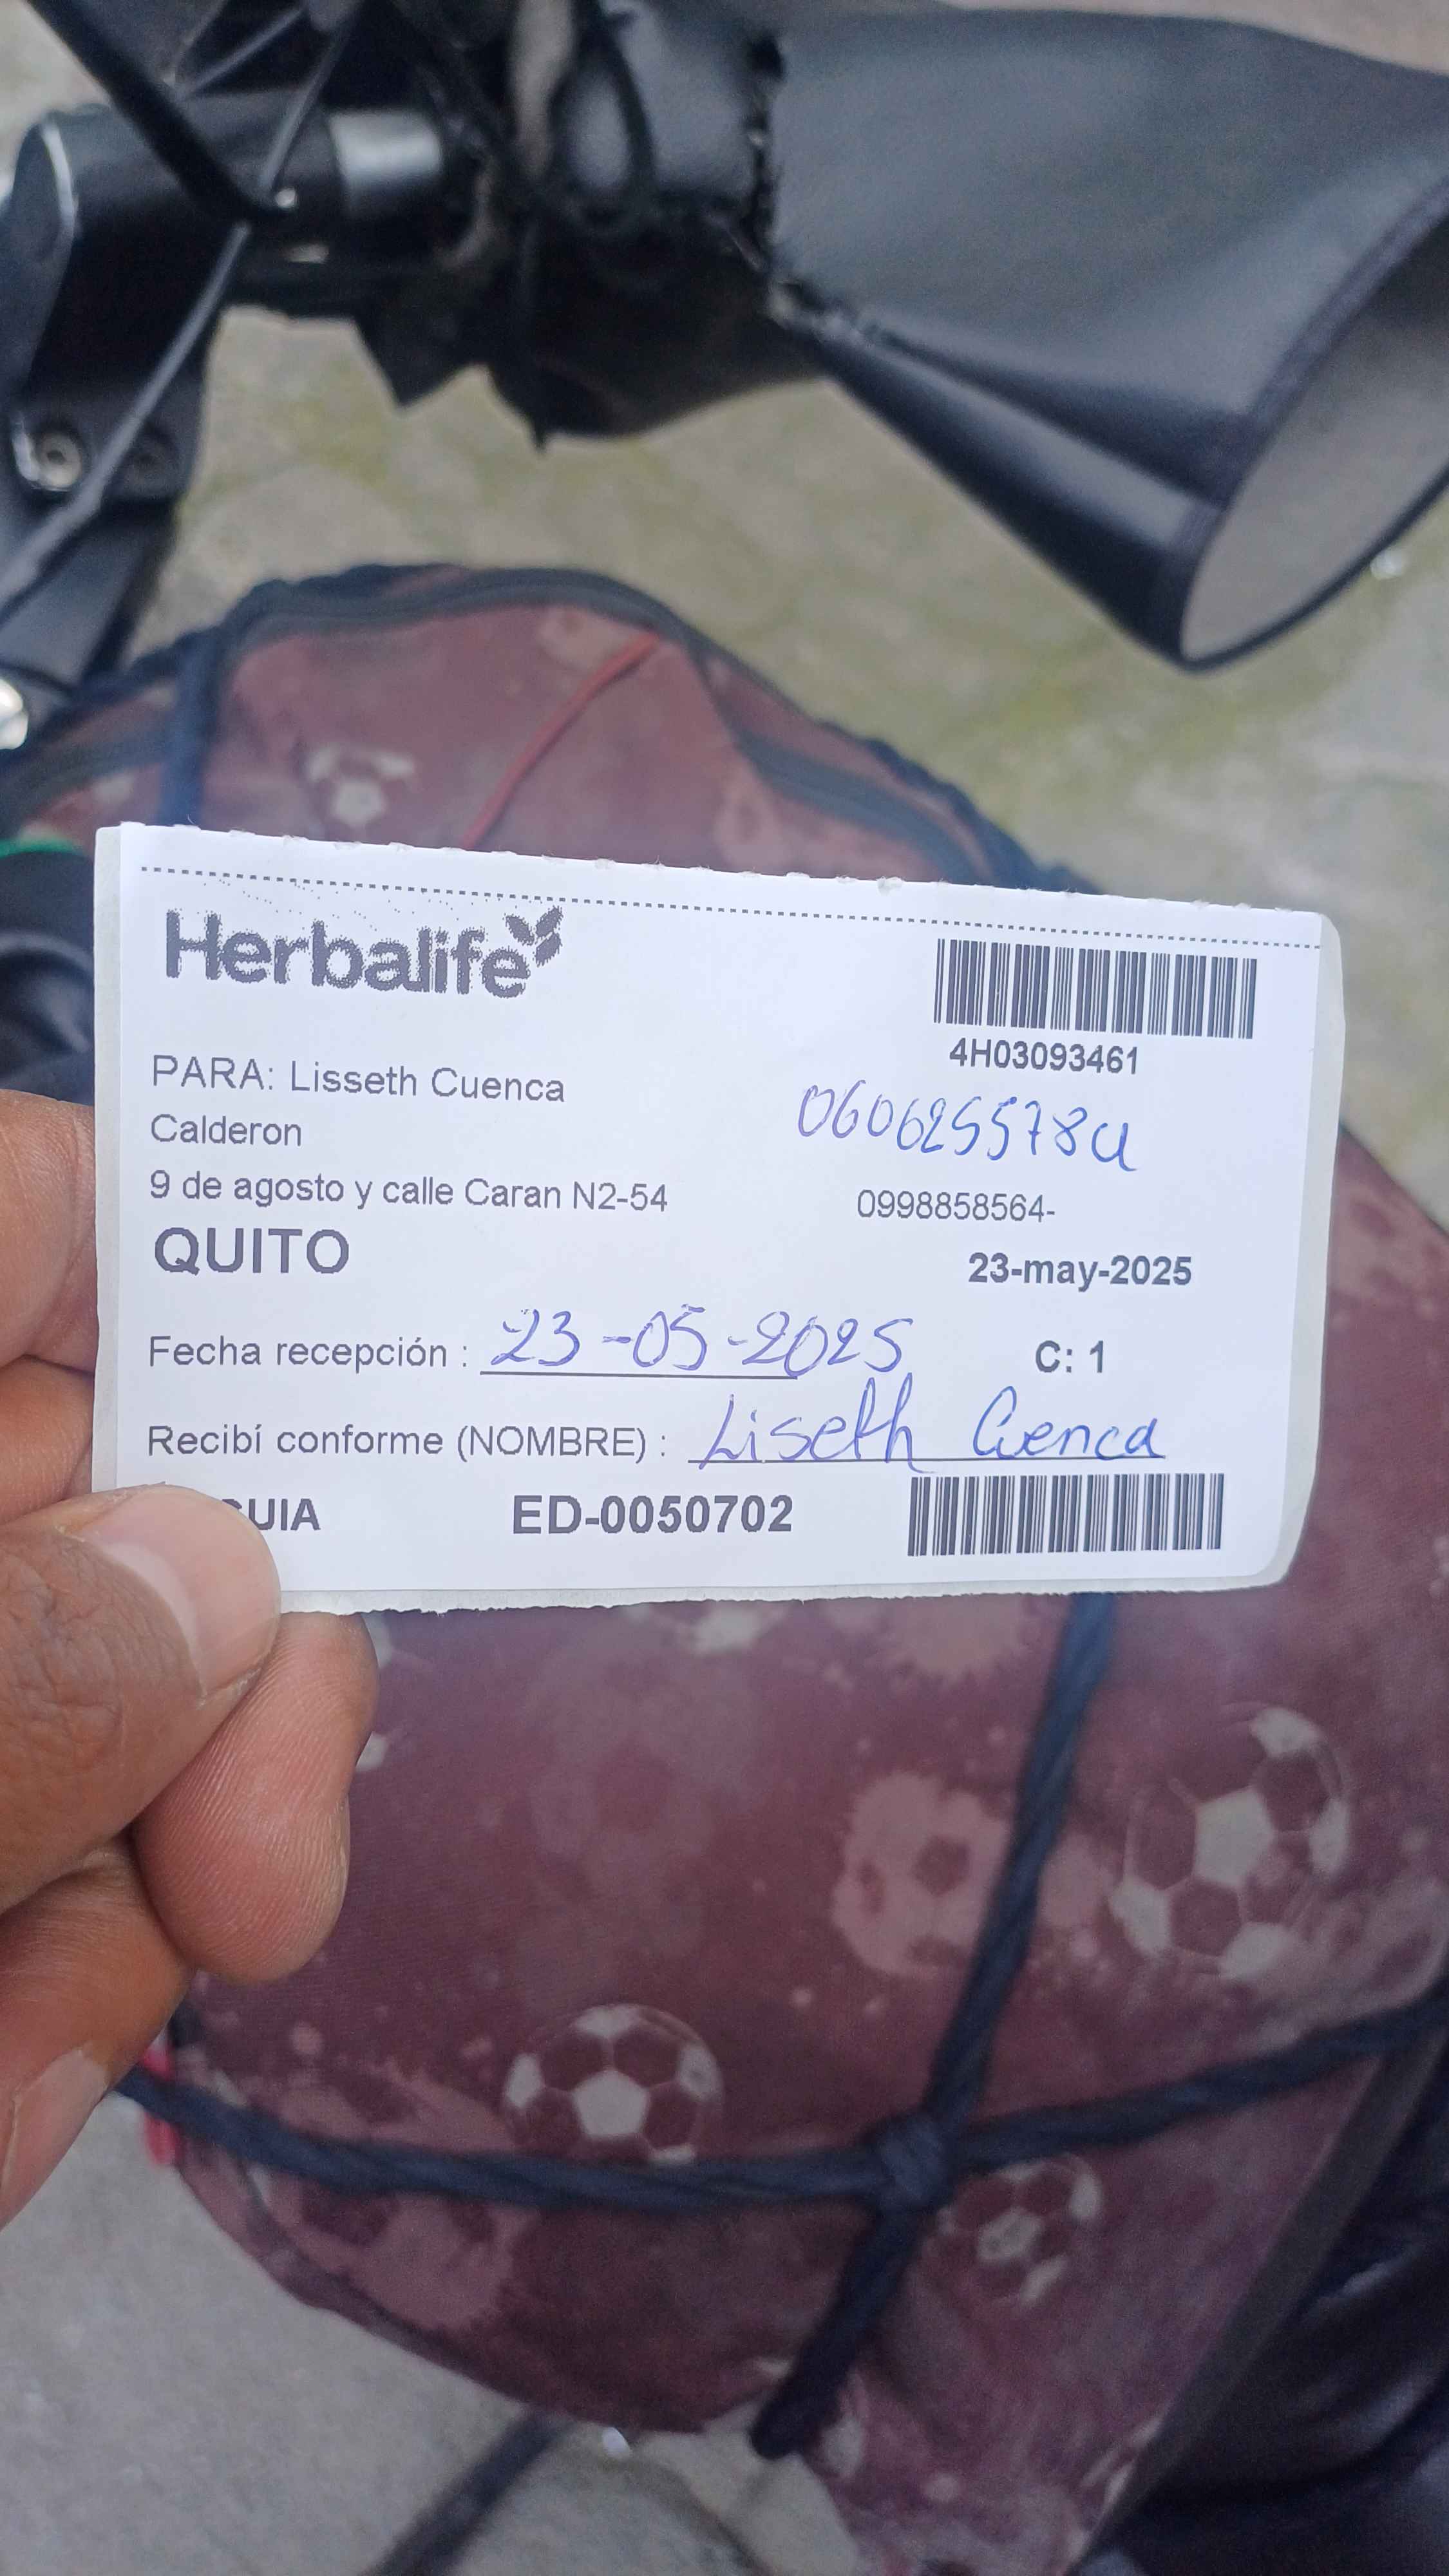 Herbalife
4H03093461
PARA: Lisseth Cuenca
0606255784
Calderon
9 de agosto y calle Caran N2-54
0998858564-
QUITO
23-may-2025
Fecha recepción : 23-05-2025
C: 1
Recibí conforme (NOMBRE) : Liseth Cuenca
UIA
ED-0050702